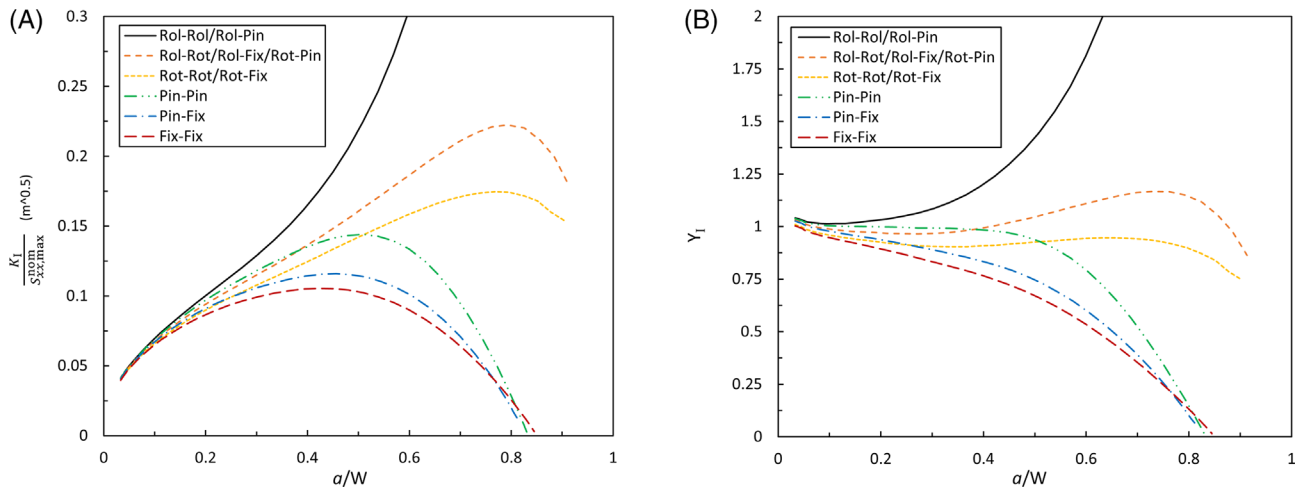 (A)
0.3
0.25
0.2
0.15
0.1
0.05
0
K_I / S_xx,max^nom (m^0.5)
Rol-Rol/Rol-Pin
Rol-Rot/Rol-Fix/Rot-Pin
Rot-Rot/Rot-Fix
Pin-Pin
Pin-Fix
Fix-Fix
0 0.2 0.4 0.6 0.8 1
a/W
(B)
2
1.75
1.5
1.25
1
0.75
0.5
0.25
0
Y_I
Rol-Rol/Rol-Pin
Rol-Rot/Rol-Fix/Rot-Pin
Rot-Rot/Rot-Fix
Pin-Pin
Pin-Fix
Fix-Fix
0 0.2 0.4 0.6 0.8 1
a/W